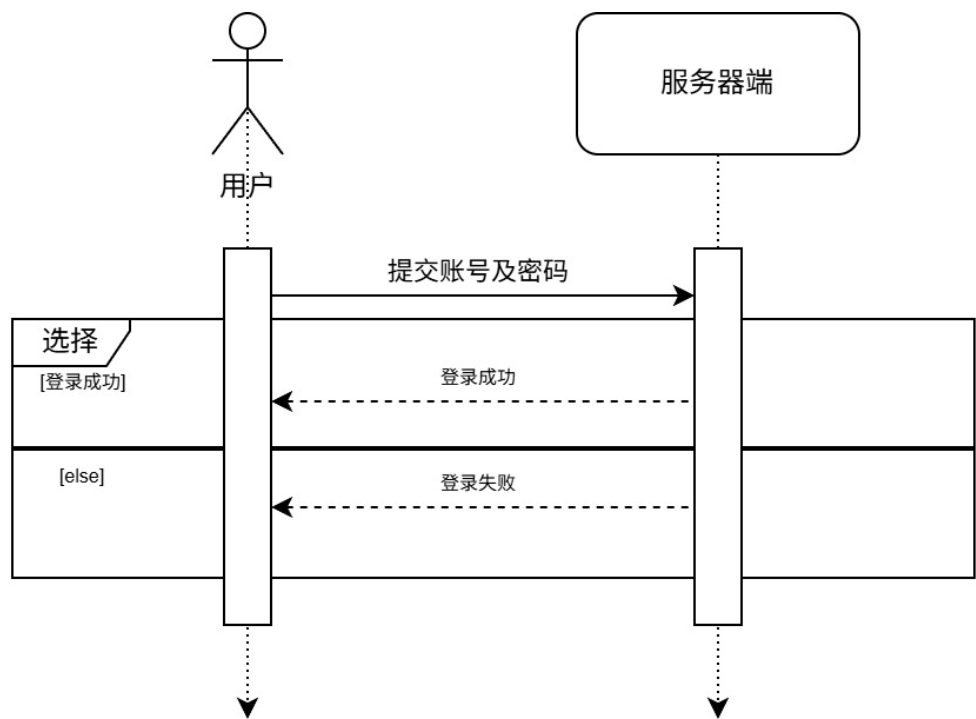 服务器端
用户
提交账号及密码
选择
[登录成功]
登录成功
[else]
登录失败